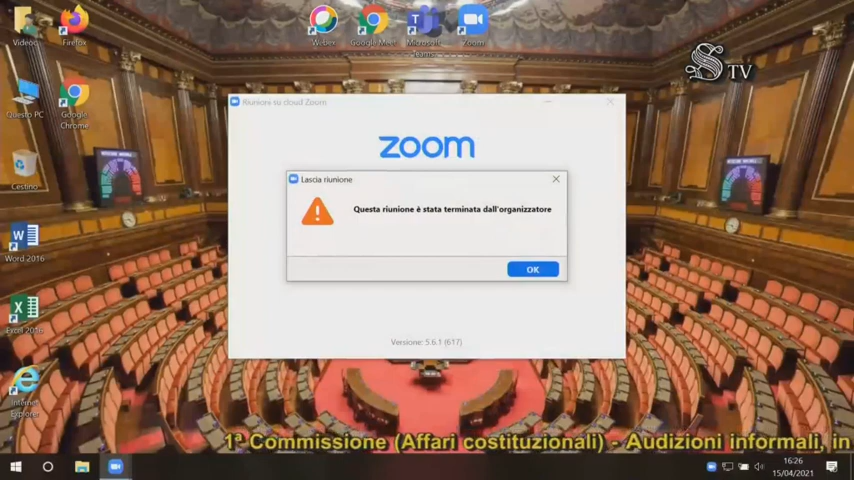 Video
Firefox
Webex
Google Meet
Microsoft
Teams
Zoom
S TV
Questo PC
Google
Chrome
Cestino
Word 2016
Excel 2016
Internet
Explorer
Riunioni su cloud Zoom
zoom
Lascia riunione
Questa riunione è stata terminata dall'organizzatore
OK
Versione: 5.6.1 (617)
1ª Commissione (Affari costituzionali) - Audizioni informali, in
16:26
15/04/2021